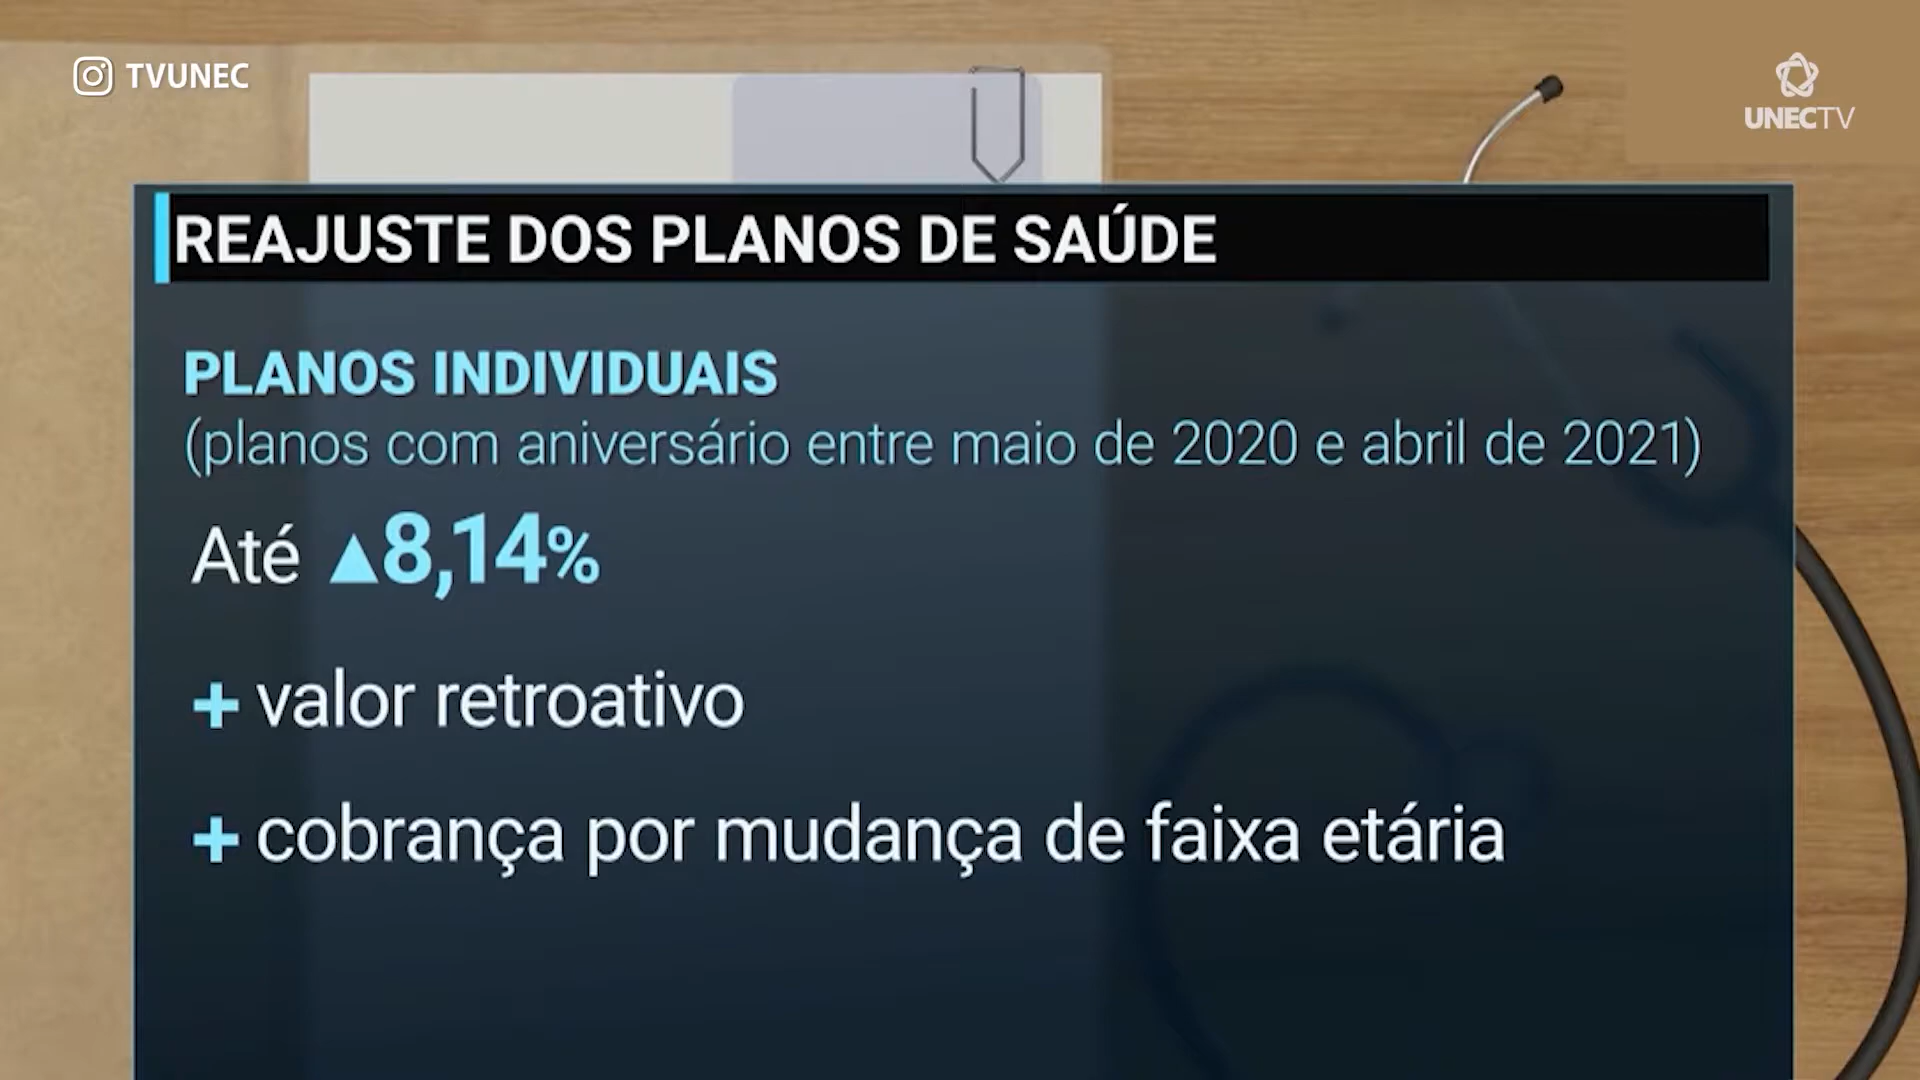 TVUNEC
UNECTV
REAJUSTE DOS PLANOS DE SAÚDE
PLANOS INDIVIDUAIS
(planos com aniversário entre maio de 2020 e abril de 2021)
Até ▲8,14%
+ valor retroativo
+ cobrança por mudança de faixa etária